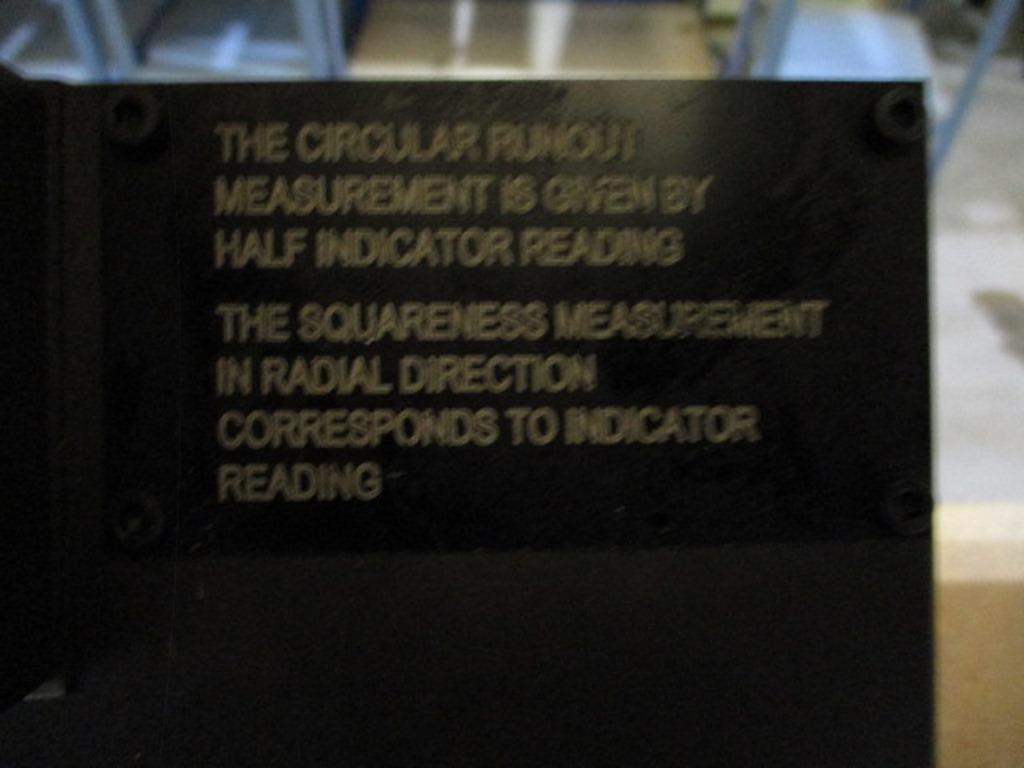 THE CIRCULAR RUNOUT
MEASUREMENT IS GIVEN BY
HALF INDICATOR READING
THE SQUARENESS MEASUREMENT
IN RADIAL DIRECTION
CORRESPONDS TO INDICATOR
READING